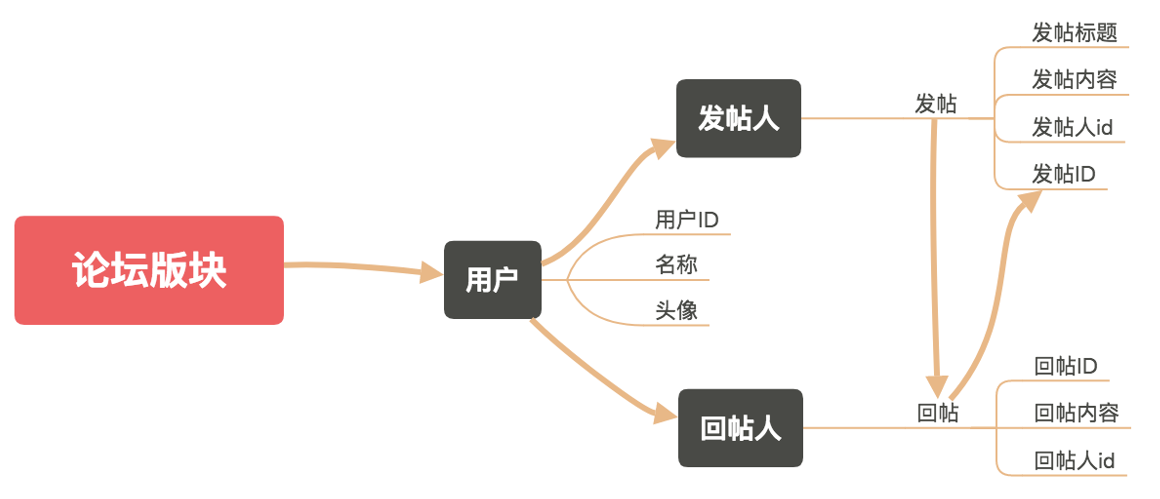 论坛版块
用户
用户ID
名称
头像
发帖人
发帖
发帖标题
发帖内容
发帖人id
发帖ID
回帖人
回帖
回帖ID
回帖内容
回帖人id